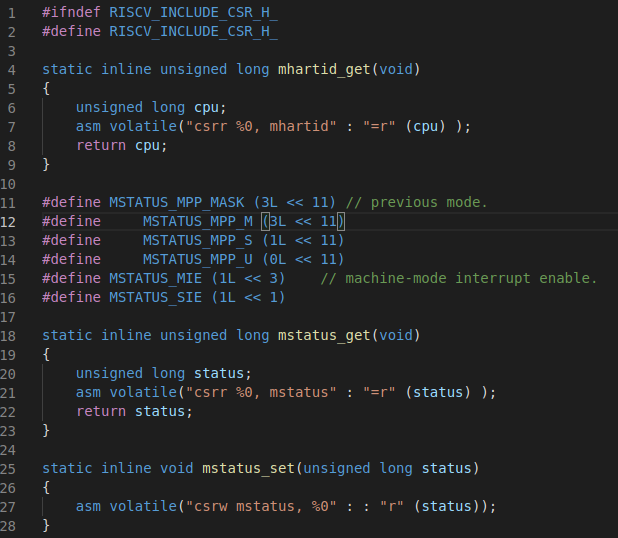 1 #ifndef RISCV_INCLUDE_CSR_H_
2 #define RISCV_INCLUDE_CSR_H_
3
4 static inline unsigned long mhartid_get(void)
5 {
6     unsigned long cpu;
7     asm volatile("csrr %0, mhartid" : "=r" (cpu) );
8     return cpu;
9 }
10
11 #define MSTATUS_MPP_MASK (3L << 11) // previous mode.
12 #define     MSTATUS_MPP_M (3L << 11)
13 #define     MSTATUS_MPP_S (1L << 11)
14 #define     MSTATUS_MPP_U (0L << 11)
15 #define MSTATUS_MIE (1L << 3)    // machine-mode interrupt enable.
16 #define MSTATUS_SIE (1L << 1)
17
18 static inline unsigned long mstatus_get(void)
19 {
20     unsigned long status;
21     asm volatile("csrr %0, mstatus" : "=r" (status) );
22     return status;
23 }
24
25 static inline void mstatus_set(unsigned long status)
26 {
27     asm volatile("csrw mstatus, %0" : : "r" (status));
28 }